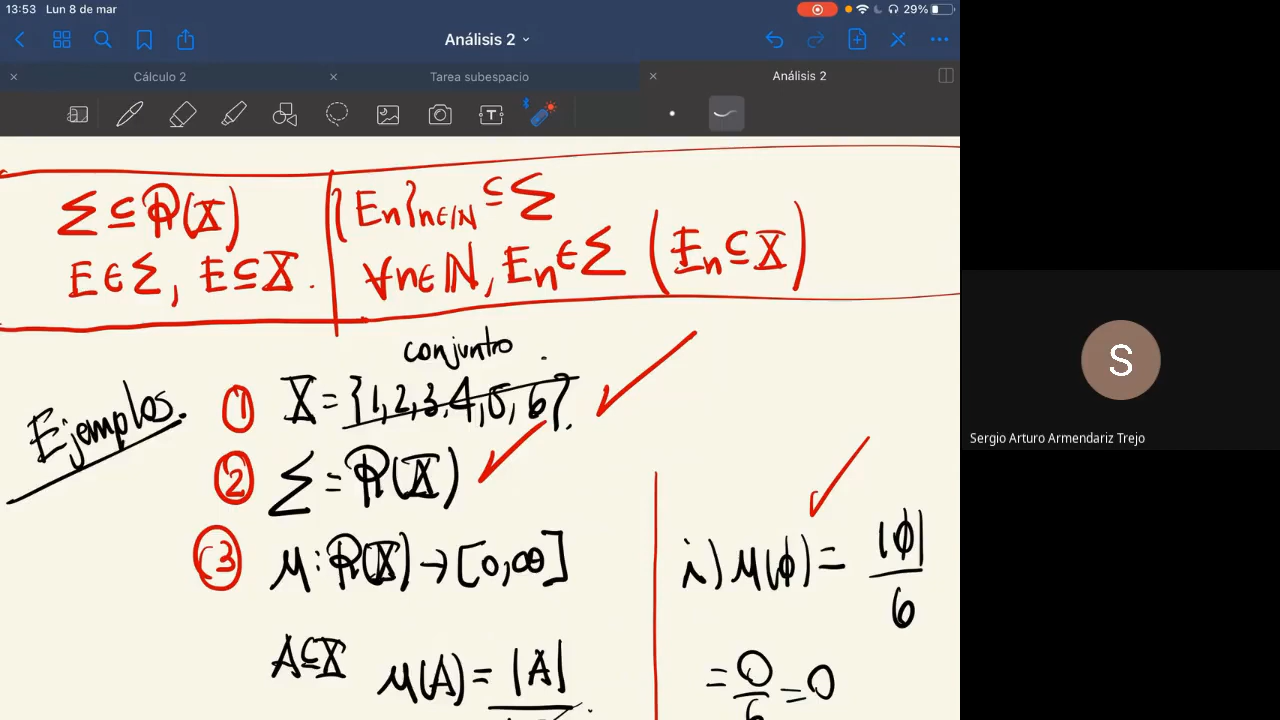 13:53 Lun 8 de mar 29%
Análisis 2
Cálculo 2 Tarea subespacio Análisis 2
Σ ⊆ P(X)
E ∈ Σ, E ⊆ X.
{En}n∈ℕ ⊆ Σ
∀n∈ℕ, En ∈ Σ (En ⊆ X)
conjunto.
Ejemplos.
① X = {1,2,3,4,5,6}.
② Σ = P(X)
③ μ: P(X) → [0,∞]
A ⊆ X μ(A) = |A|
i) μ(ϕ) = |ϕ| / 6
= 0/6 = 0
S
Sergio Arturo Armendariz Trejo